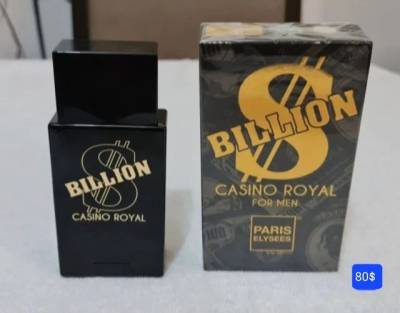 BILLION
CASINO ROYAL
$
BILLION
CASINO ROYAL
FOR MEN
PARIS
ELYSEES
80$